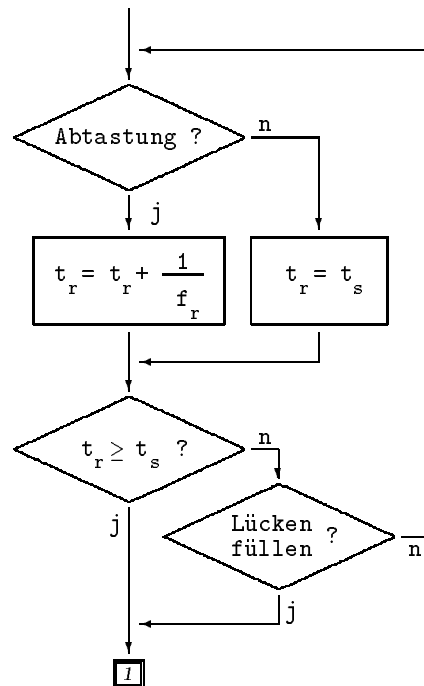 Abtastung ?
n
j
t_r = t_r + 1/f_r
t_r = t_s
t_r ≥ t_s ?
n
j
Lücken
füllen ?
n
j
1